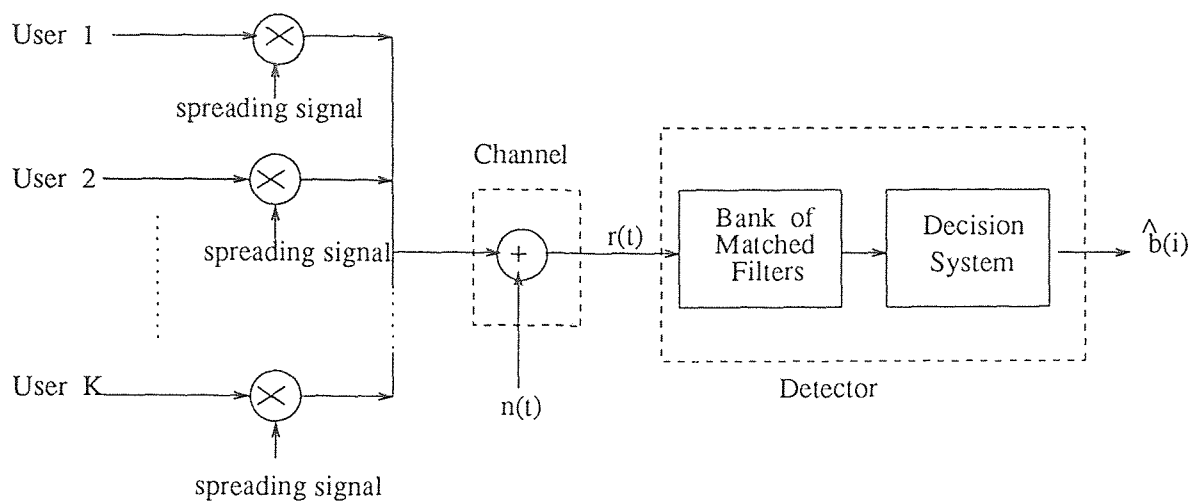 User 1
spreading signal
User 2
spreading signal
User K
spreading signal
Channel
+
n(t)
r(t)
Bank of
Matched
Filters
Decision
System
b̂(i)
Detector